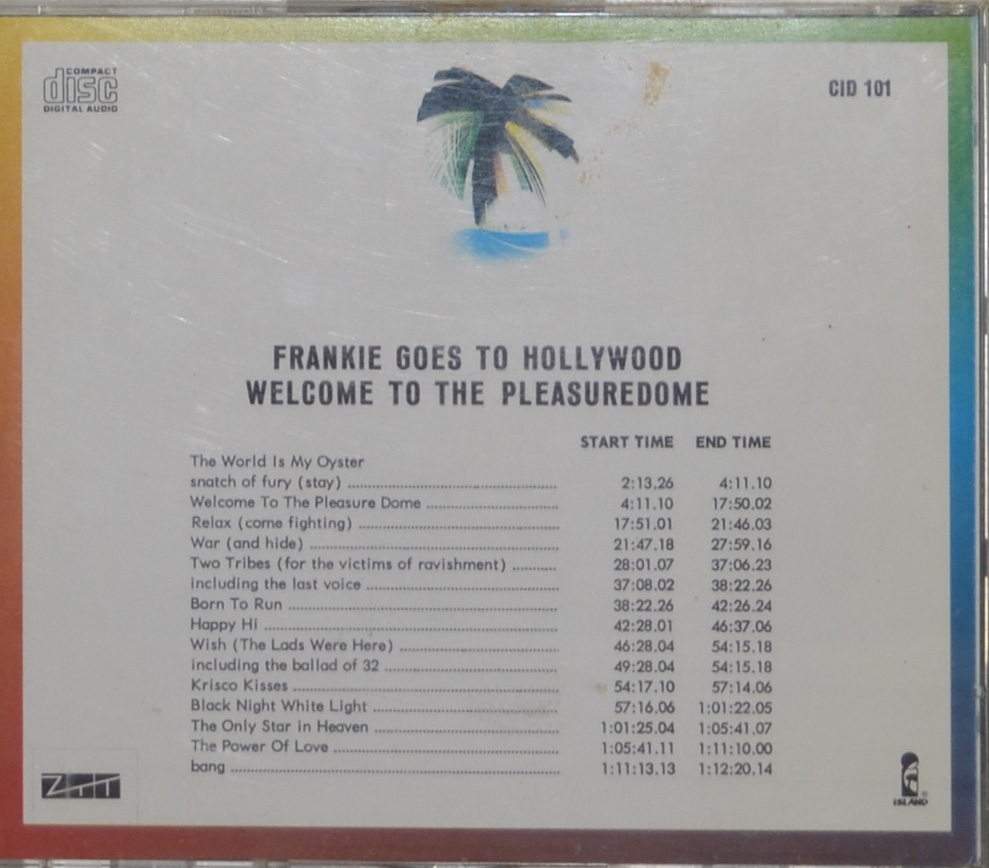 COMPACT
disc
DIGITAL AUDIO
CID 101
FRANKIE GOES TO HOLLYWOOD
WELCOME TO THE PLEASUREDOME
START TIME END TIME
The World Is My Oyster
snatch of fury (stay) 2:13.26 4:11.10
Welcome To The Pleasure Dome 4:11.10 17:50.02
Relax (come fighting) 17:51.01 21:46.03
War (and hide) 21:47.18 27:59.16
Two Tribes (for the victims of ravishment) 28:01.07 37:06.23
including the last voice 37:08.02 38:22.26
Born To Run 38:22.26 42:26.24
Happy Hi 42:28.01 46:37.06
Wish (The Lads Were Here) 46:28.04 54:15.18
including the ballad of 32 49:28.04 54:15.18
Krisco Kisses 54:17.10 57:14.06
Black Night White Light 57:16.06 1:01:22.05
The Only Star in Heaven 1:01:25.04 1:05:41.07
The Power Of Love 1:05:41.11 1:11:10.00
bang 1:11:13.13 1:12:20.14
ZTT
ISLAND®